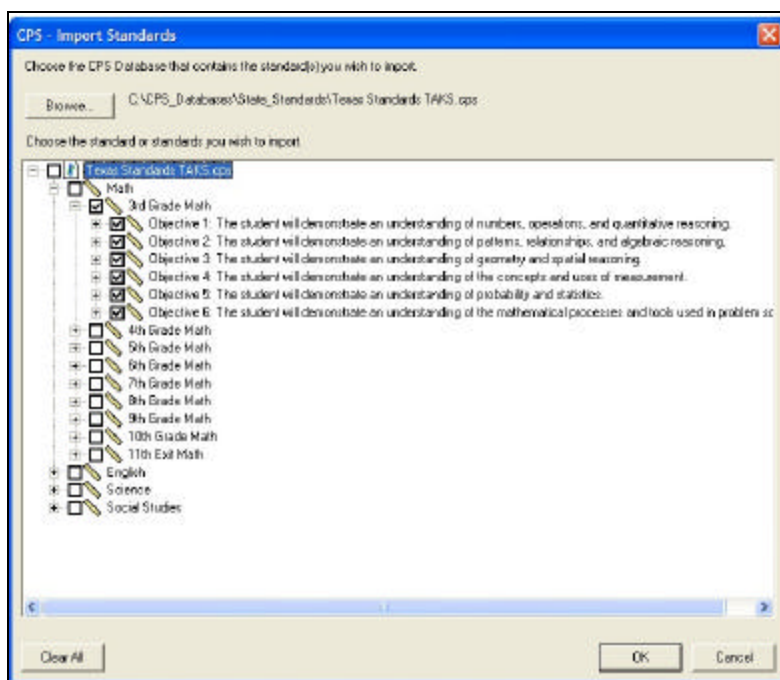 CPS - Import Standards
Choose the CPS Database that contains the standard(s) you wish to import.
Browse... C:\CPS_Databases\State_Standards\Texas Standards TAKS.cps
Choose the standard or standards you wish to import
Texas Standards TAKS.cps
Math
3rd Grade Math
Objective 1: The student will demonstrate an understanding of numbers, operations, and quantitative reasoning.
Objective 2: The student will demonstrate an understanding of patterns, relationships, and algebraic reasoning.
Objective 3: The student will demonstrate an understanding of geometry and spatial reasoning.
Objective 4: The student will demonstrate an understanding of the concepts and uses of measurement.
Objective 5: The student will demonstrate an understanding of probability and statistics.
Objective 6: The student will demonstrate an understanding of the mathematical processes and tools used in problem so
4th Grade Math
5th Grade Math
6th Grade Math
7th Grade Math
8th Grade Math
9th Grade Math
10th Grade Math
11th Exit Math
English
Science
Social Studies
Clear All OK Cancel